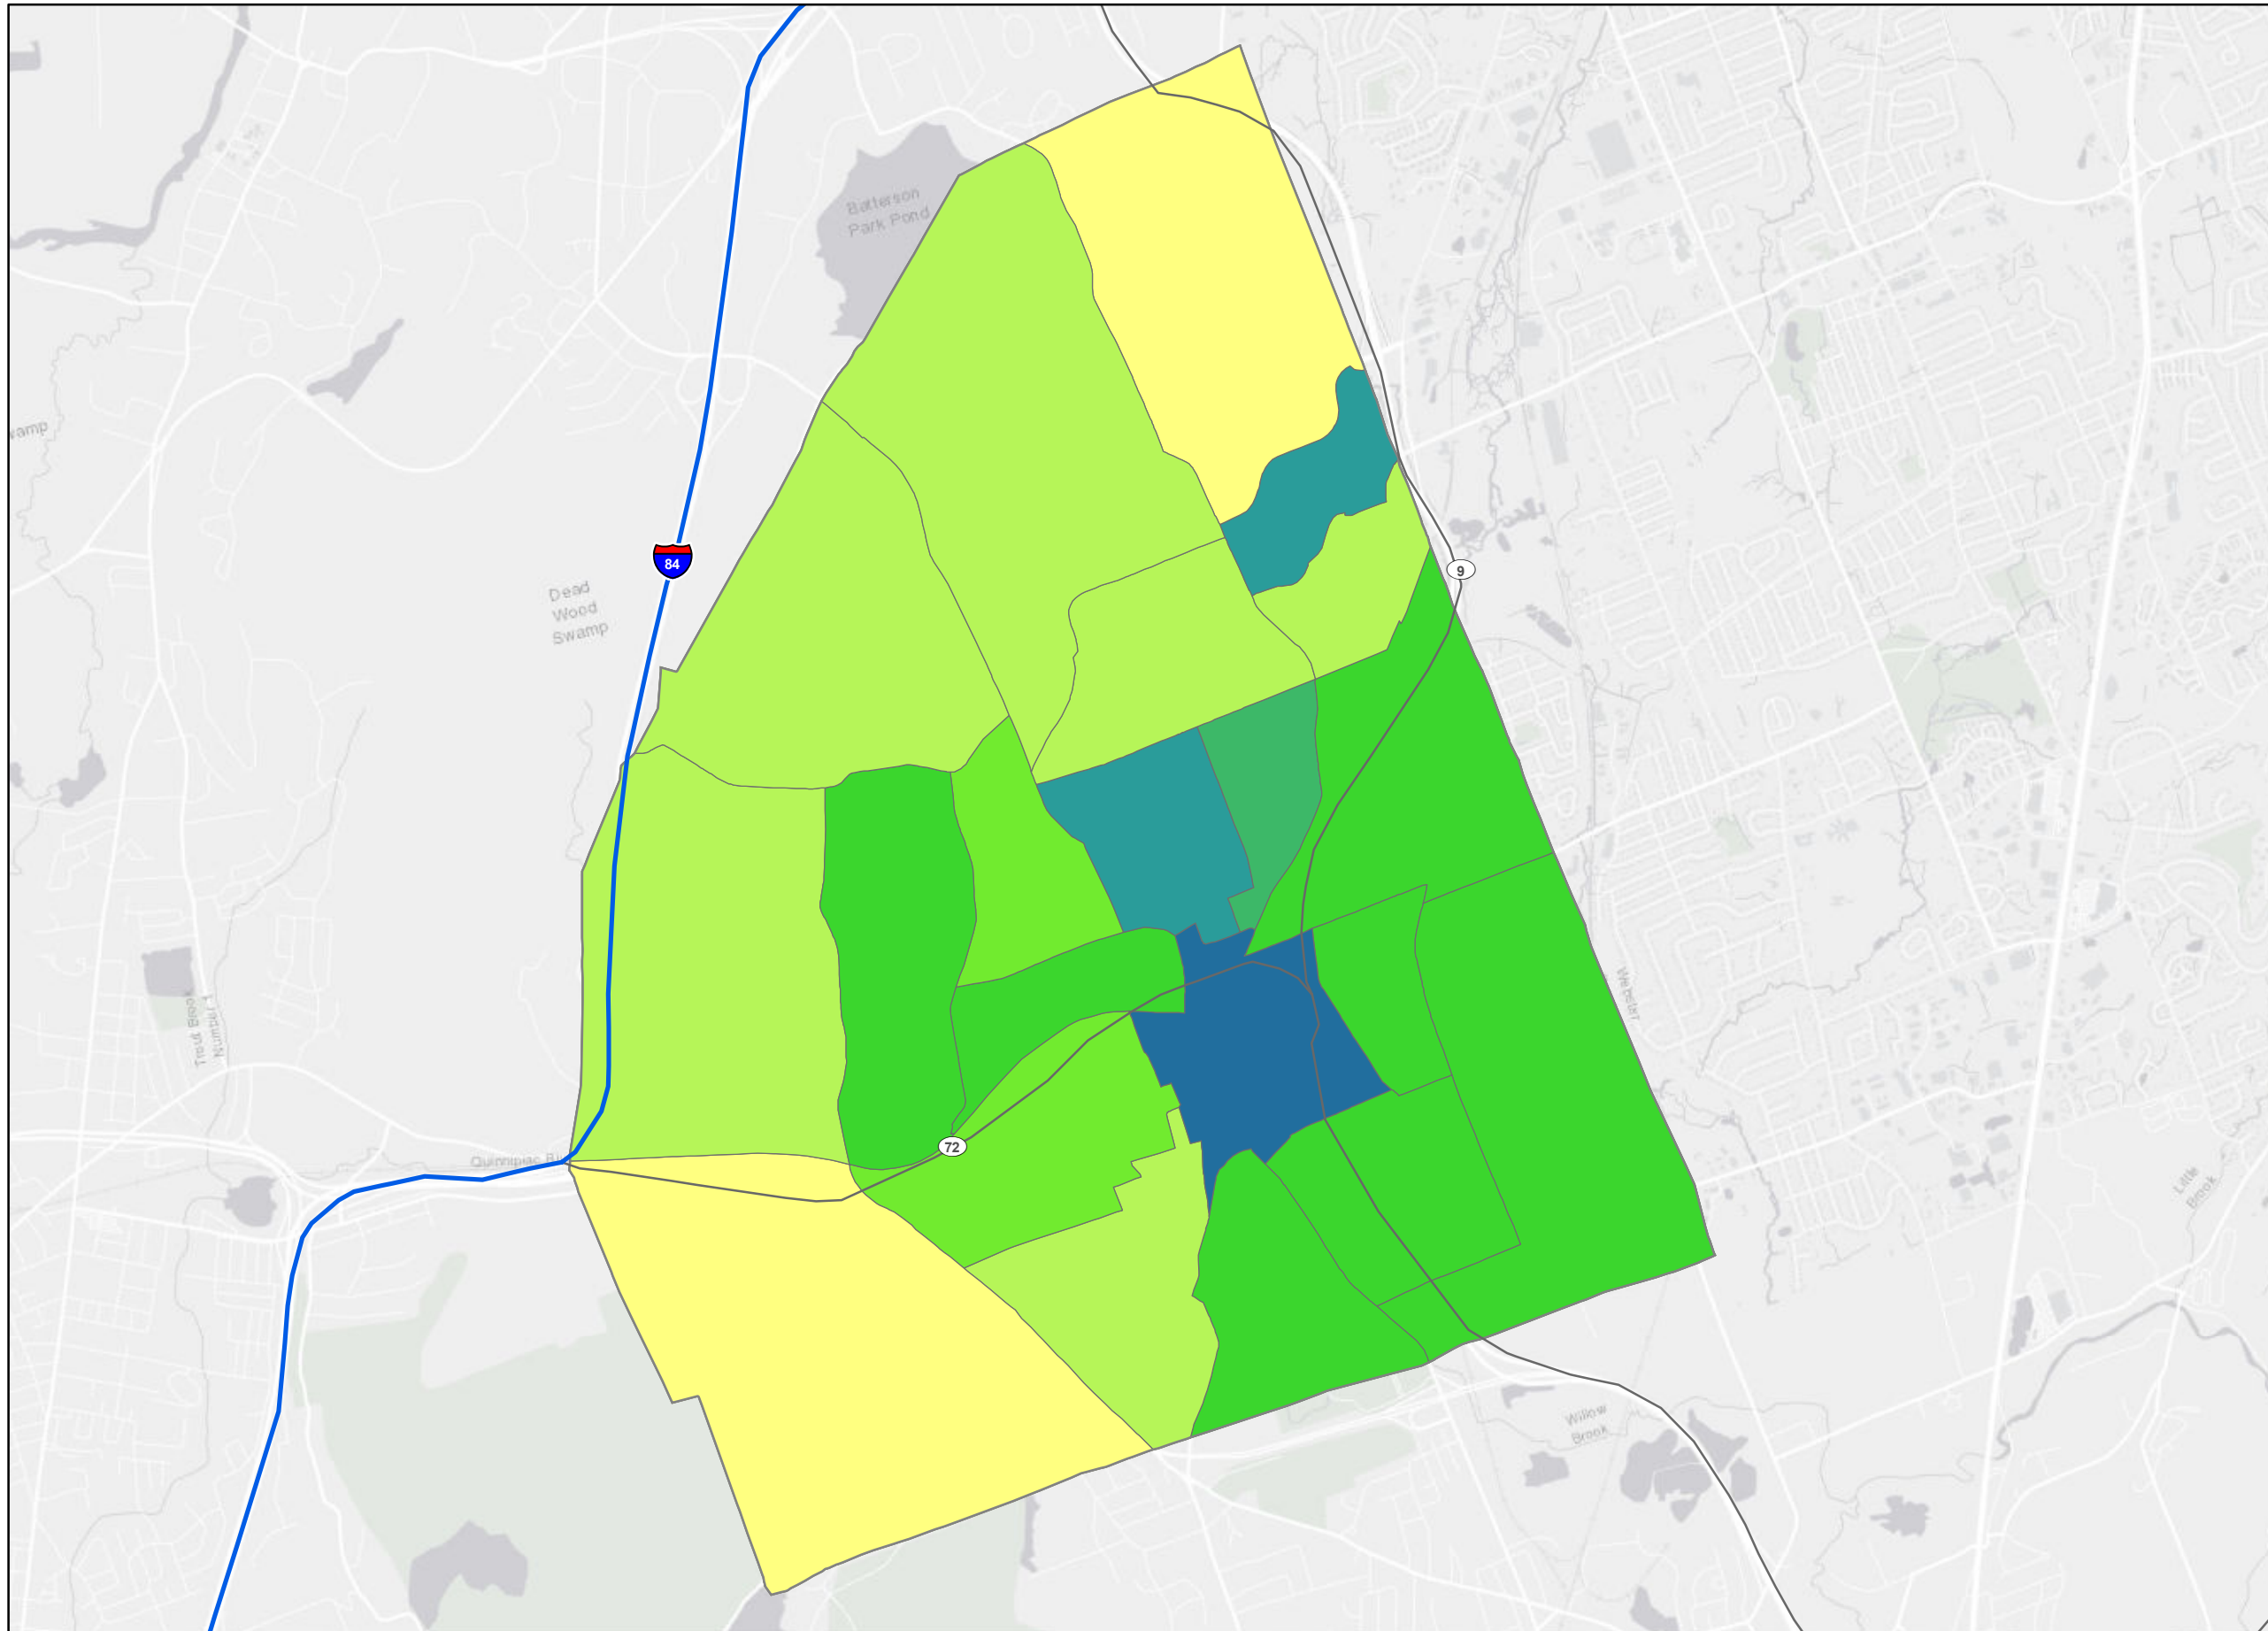 Batterson
Park Pond
wamp
84
9
Dead
Wood
Swamp
Webster
72
Quinnipiac Ri
Little
Brook
Willow
Brook